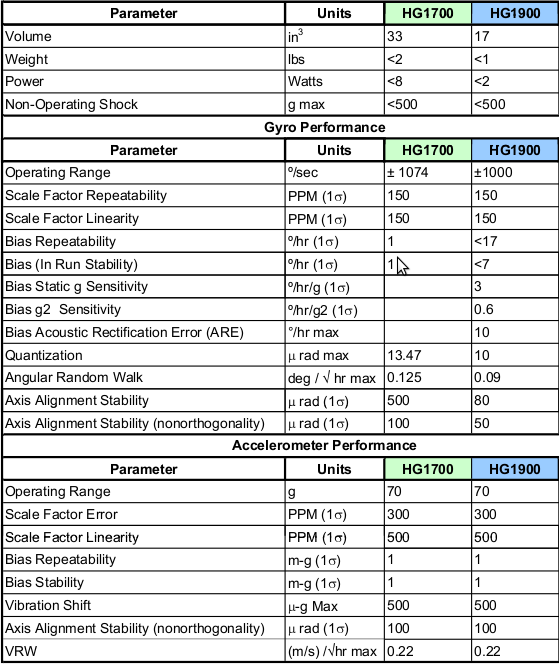 Parameter Units HG1700 HG1900
Volume in3 33 17
Weight lbs <2 <1
Power Watts <8 <2
Non-Operating Shock g max <500 <500
Gyro Performance
Parameter Units HG1700 HG1900
Operating Range º/sec ± 1074 ±1000
Scale Factor Repeatability PPM (1σ) 150 150
Scale Factor Linearity PPM (1σ) 150 150
Bias Repeatability º/hr (1σ) 1 <17
Bias (In Run Stability) º/hr (1σ) 1 <7
Bias Static g Sensitivity º/hr/g (1σ) 3
Bias g2 Sensitivity º/hr/g2 (1σ) 0.6
Bias Acoustic Rectification Error (ARE) °/hr max 10
Quantization μ rad max 13.47 10
Angular Random Walk deg / √ hr max 0.125 0.09
Axis Alignment Stability μ rad (1σ) 500 80
Axis Alignment Stability (nonorthogonality) μ rad (1σ) 100 50
Accelerometer Performance
Parameter Units HG1700 HG1900
Operating Range g 70 70
Scale Factor Error PPM (1σ) 300 300
Scale Factor Linearity PPM (1σ) 500 500
Bias Repeatability m-g (1σ) 1 1
Bias Stability m-g (1σ) 1 1
Vibration Shift μ-g Max 500 500
Axis Alignment Stability (nonorthogonality) μ rad (1σ) 100 100
VRW (m/s) /√hr max 0.22 0.22